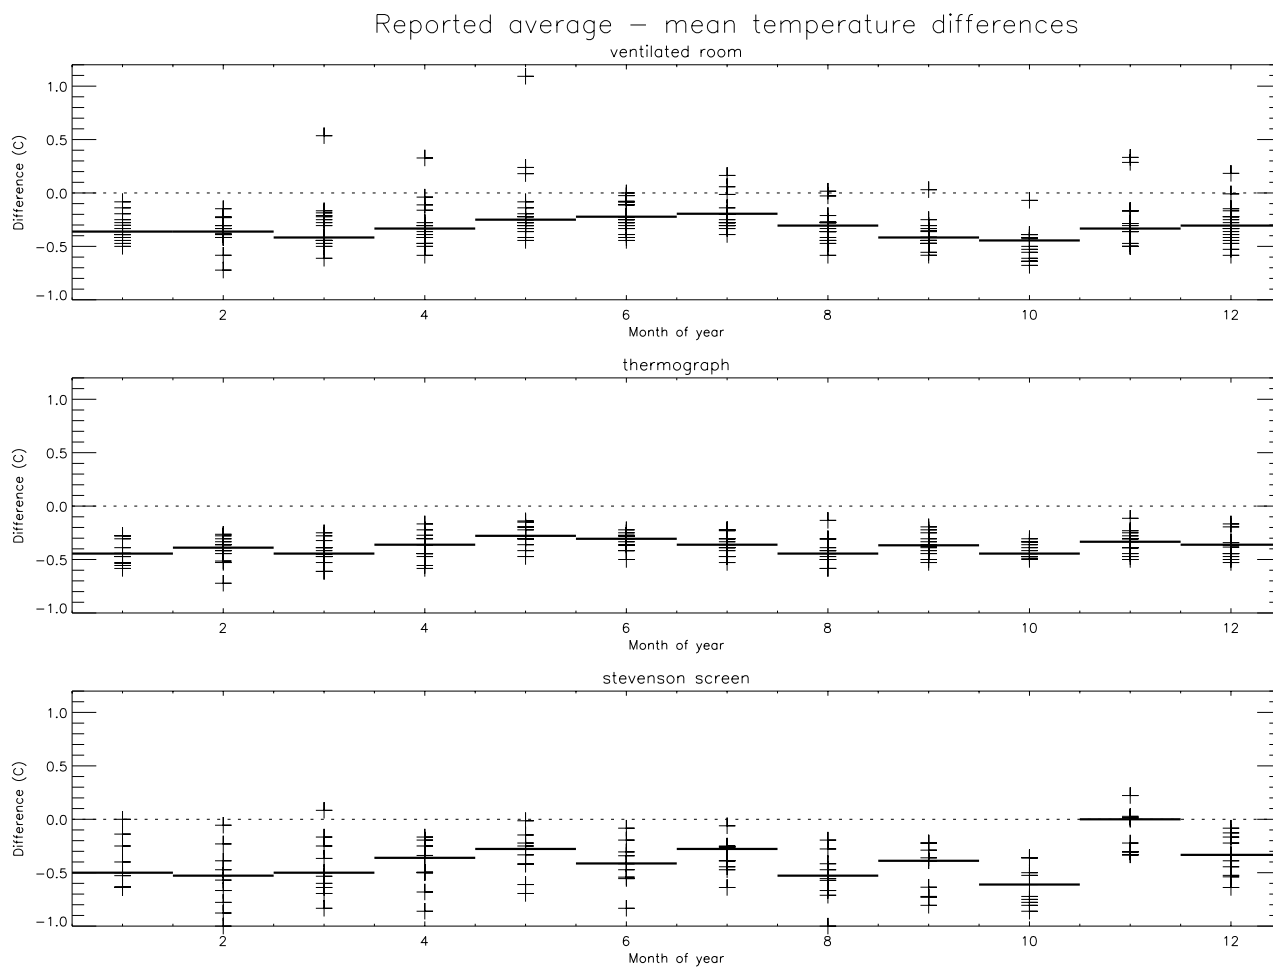 Reported average – mean temperature differences
ventilated room
1.0
0.5
0.0
−0.5
−1.0
Difference (C)
2 4 6 8 10 12
Month of year
thermograph
1.0
0.5
0.0
−0.5
−1.0
Difference (C)
2 4 6 8 10 12
Month of year
stevenson screen
1.0
0.5
0.0
−0.5
−1.0
Difference (C)
2 4 6 8 10 12
Month of year